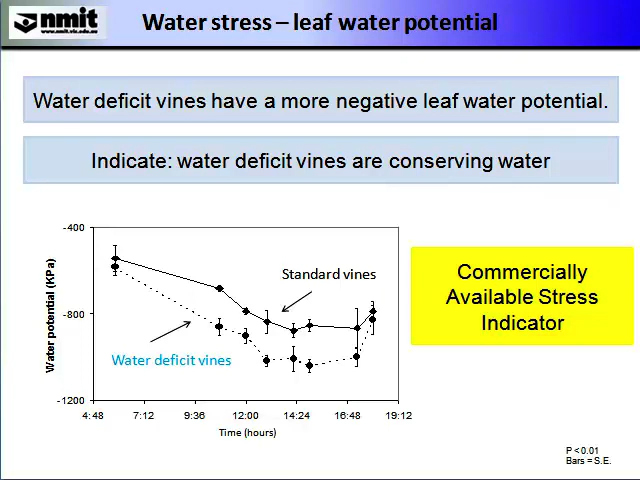 nmit
www.nmit.vic.edu.au
Water stress – leaf water potential
Water deficit vines have a more negative leaf water potential.
Indicate: water deficit vines are conserving water
-400
-800
-1200
Water potential (KPa)
Standard vines
Water deficit vines
4:48 7:12 9:36 12:00 14:24 16:48 19:12
Time (hours)
Commercially
Available Stress
Indicator
P < 0.01
Bars = S.E.